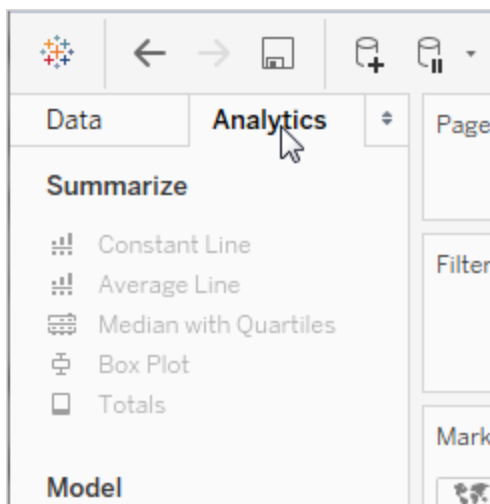 Data
Analytics
Page
Summarize
Constant Line
Average Line
Median with Quartiles
Box Plot
Totals
Filter
Mark
Model